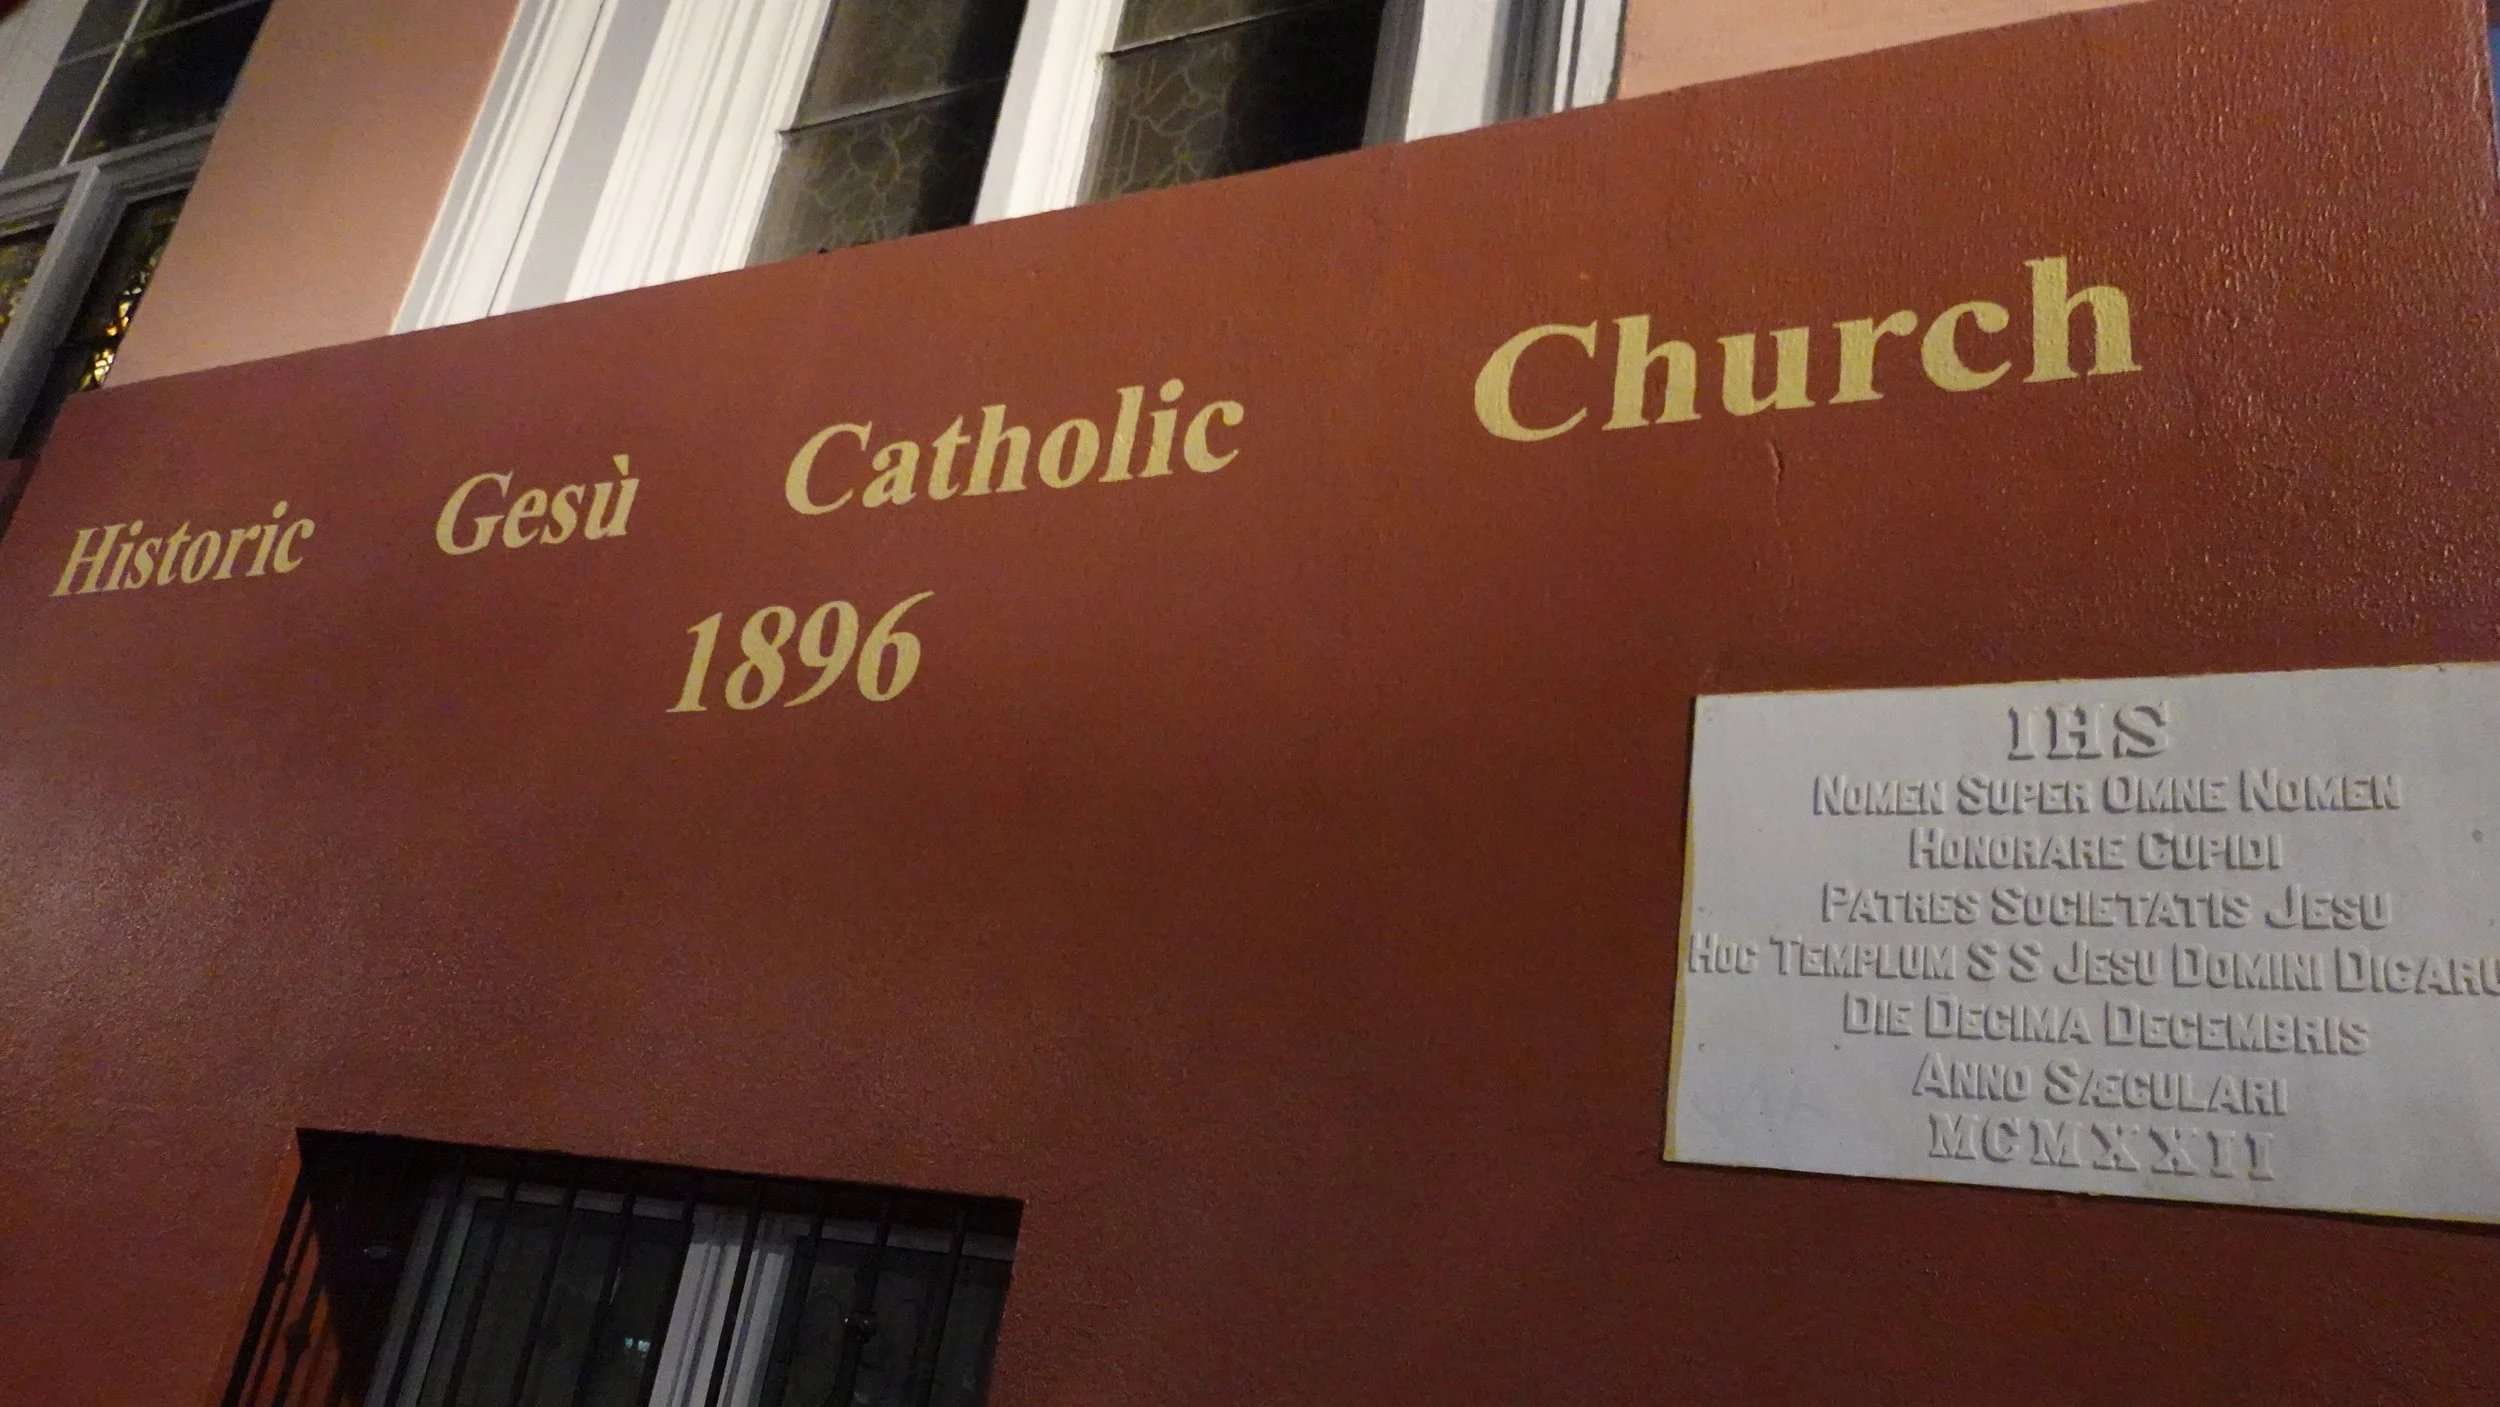 Historic Gesù Catholic Church
1896
IHS
NOMEN SUPER OMNE NOMEN
HONORARE CUPIDI
PATRES SOCIETATIS JESU
HOC TEMPLUM S S JESU DOMINI DICARU
DIE DECIMA DECEMBRIS
ANNO SÆCULARI
MCMXXII